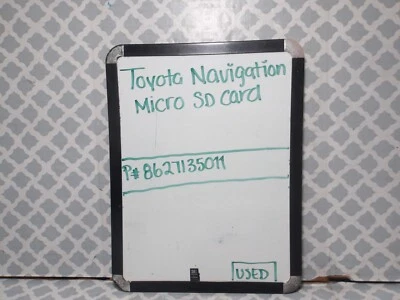 Toyota Navigation
Micro SD Card
P# 8627135011
USED